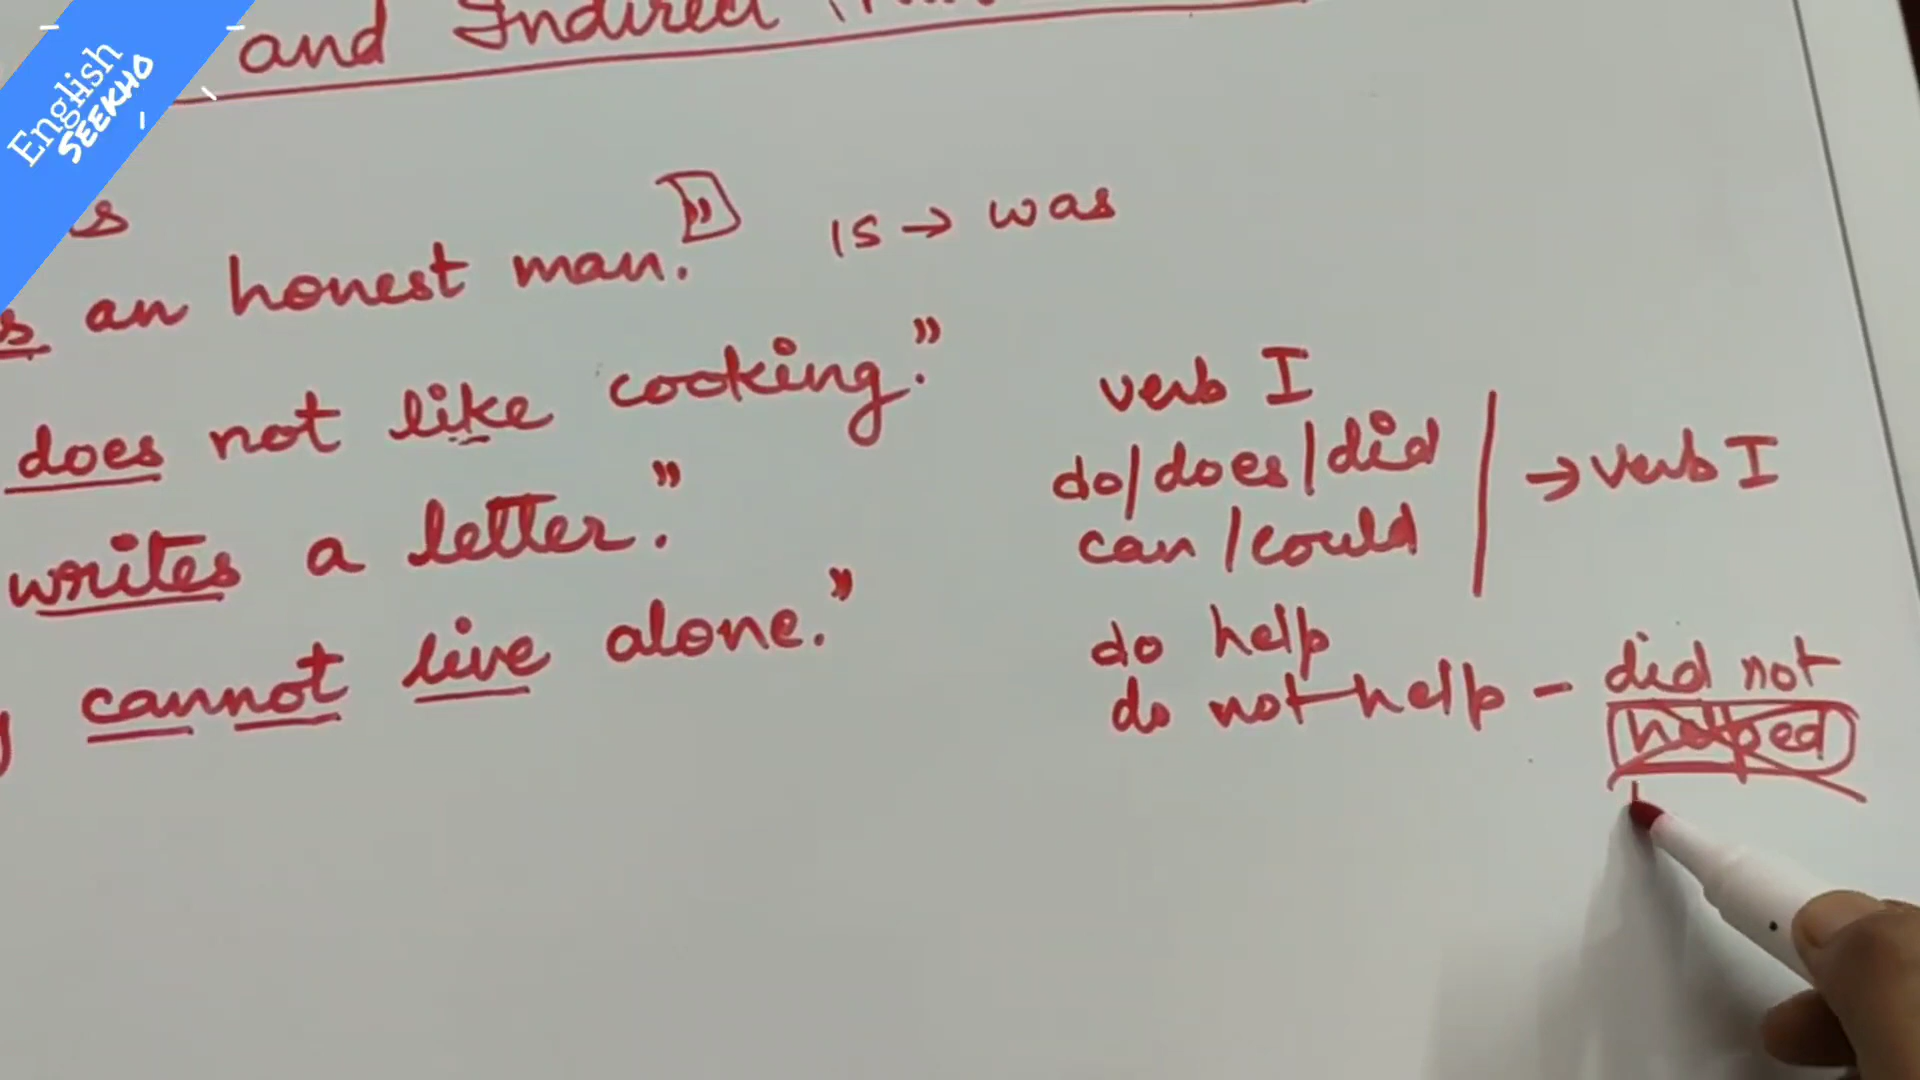 English
SEEKHO
and Indirect
an honest man.” is → was
does not like cooking.”
writes a letter.”
cannot live alone.”
verb I
do/does/did → verb I
can/could
do help
do not help - did not
helped